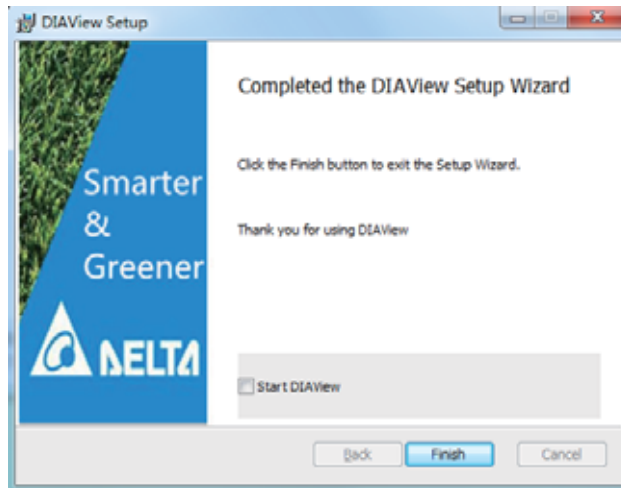 DIAView Setup
Completed the DIAView Setup Wizard
Click the Finish button to exit the Setup Wizard.
Thank you for using DIAView
Smarter
&
Greener
DELTA
Start DIAView
Back
Finish
Cancel